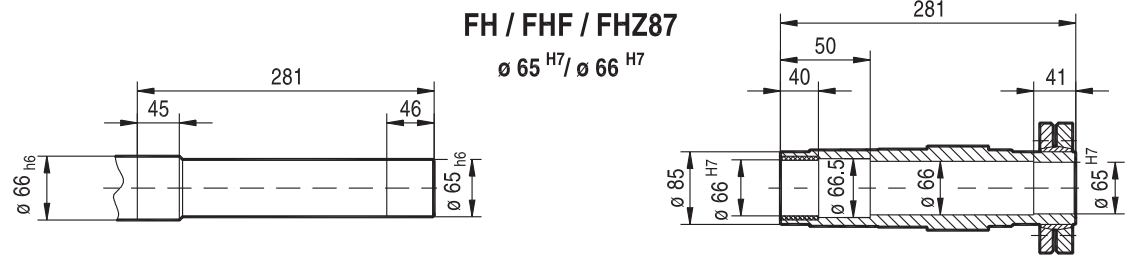 FH / FHF / FHZ87
ø 65 H7/ ø 66 H7
281
45
46
ø 66 h6
ø 65 h6
281
50
40
41
ø 85
ø 66 H7
ø 66.5
ø 66
ø 65 H7